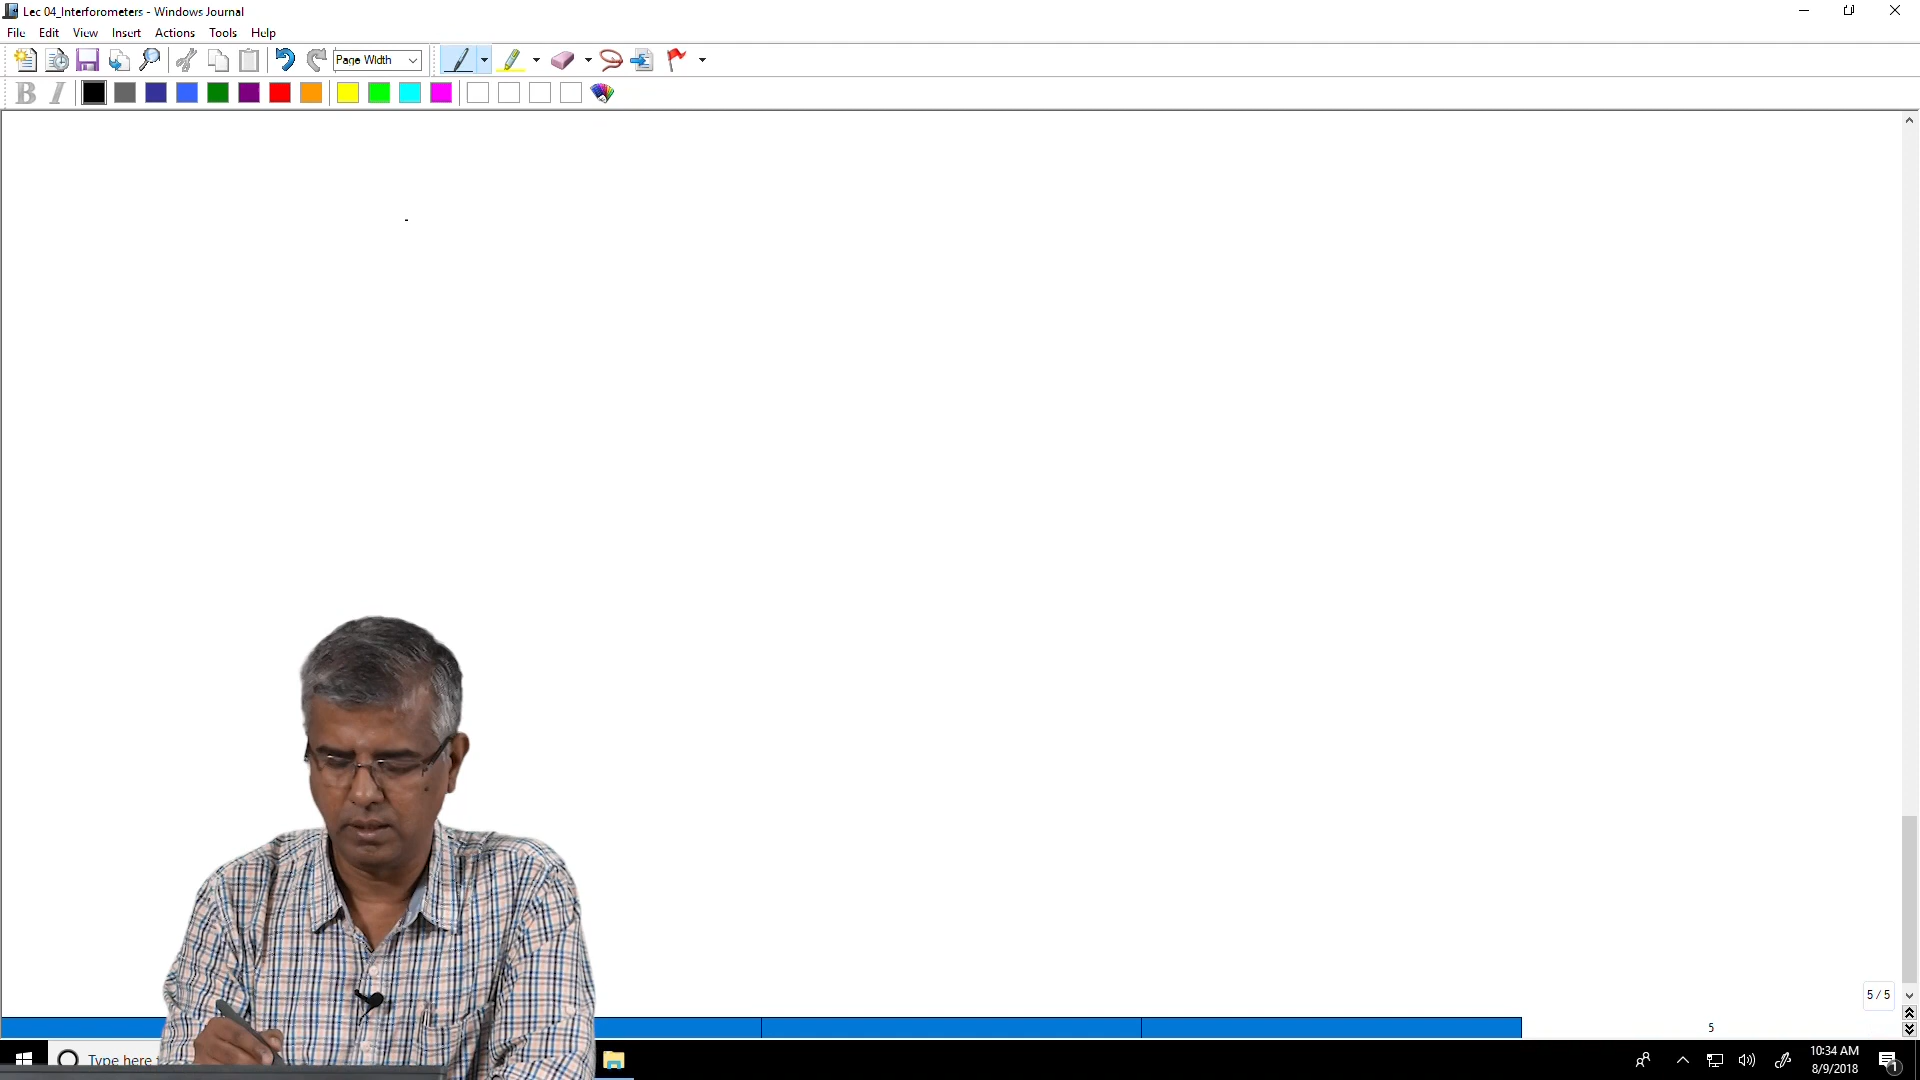 Lec 04_Interforometers - Windows Journal
File Edit View Insert Actions Tools Help
Page Width
B I
5 / 5
5
Type here
10:34 AM
8/9/2018
1